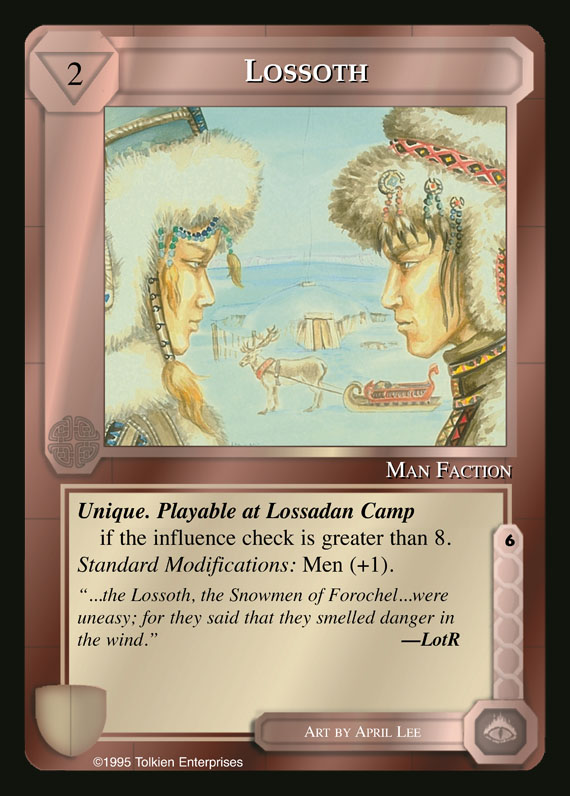 2
LOSSOTH
MAN FACTION
Unique. Playable at Lossadan Camp
if the influence check is greater than 8.
Standard Modifications: Men (+1).
“...the Lossoth, the Snowmen of Forochel...were
uneasy; for they said that they smelled danger in
the wind.” —LotR
6
ART BY APRIL LEE
©1995 Tolkien Enterprises